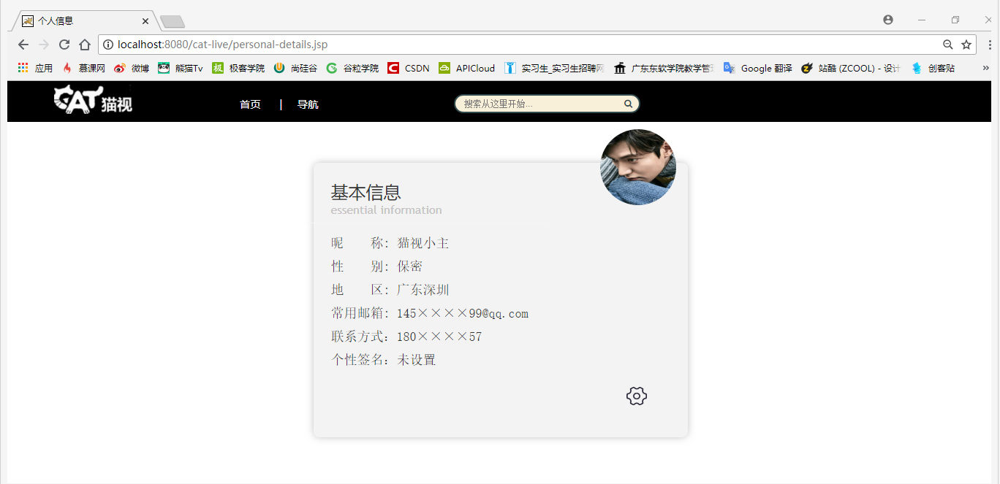 个人信息
localhost:8080/cat-live/personal-details.jsp
应用 慕课网 微博 熊猫Tv 极客学院 尚硅谷 谷粒学院 CSDN APICloud 实习生_实习生招聘网 广东东软学院教学管 Google 翻译 站酷 (ZCOOL) - 设计 创客贴 »
CAT猫视 首页 | 导航 搜索从这里开始...
基本信息
essential information
昵 称：猫视小主
性 别：保密
地 区：广东深圳
常用邮箱：145××××99@qq.com
联系方式：180××××57
个性签名：未设置